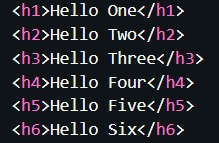 <h1>Hello One</h1>
<h2>Hello Two</h2>
<h3>Hello Three</h3>
<h4>Hello Four</h4>
<h5>Hello Five</h5>
<h6>Hello Six</h6>